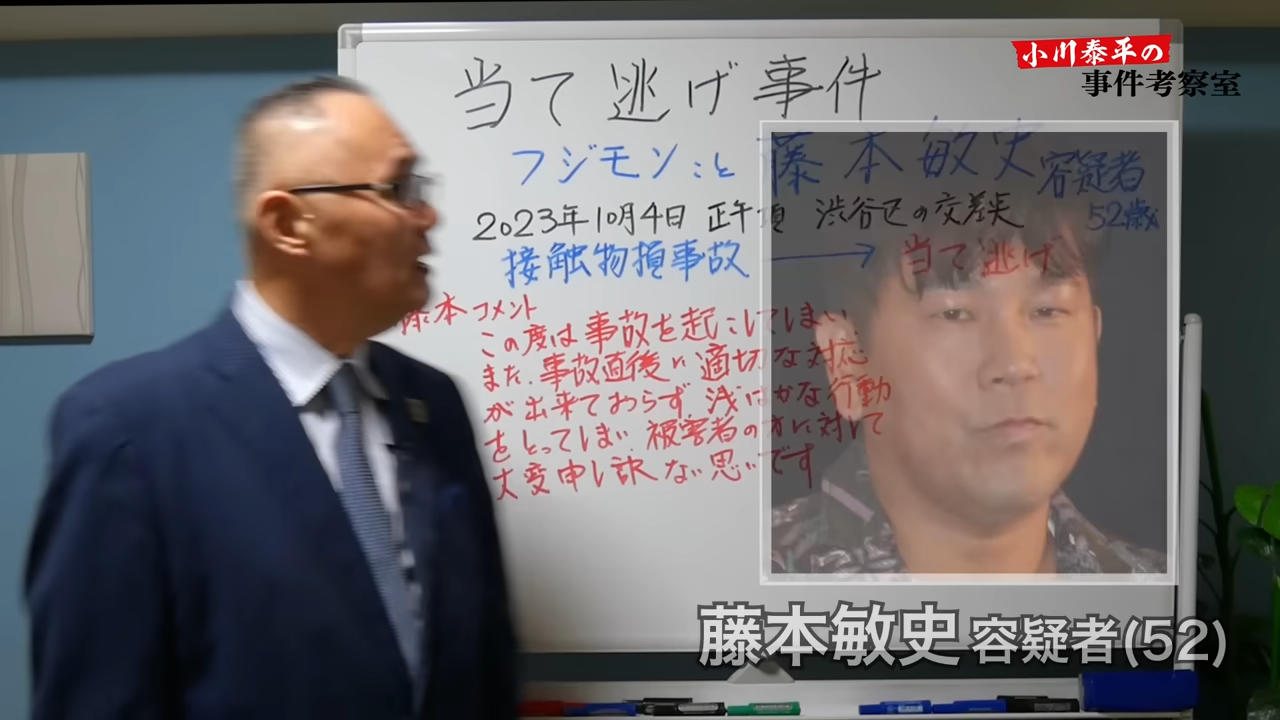 小川泰平の
事件考察室
当て逃げ事件
フジモンこと 藤本敏史容疑者
52歳
2023年10月4日 正午頃 渋谷区の交差点
接触物損事故 → 当て逃げ
藤本コメント
この度は事故を起こしてしまい、
また、事故直後に適切な対応
が出来ておらず、浅はかな行動
をとってしまい、被害者の方に対して
大変申し訳ない思いです
藤本敏史 容疑者(52)